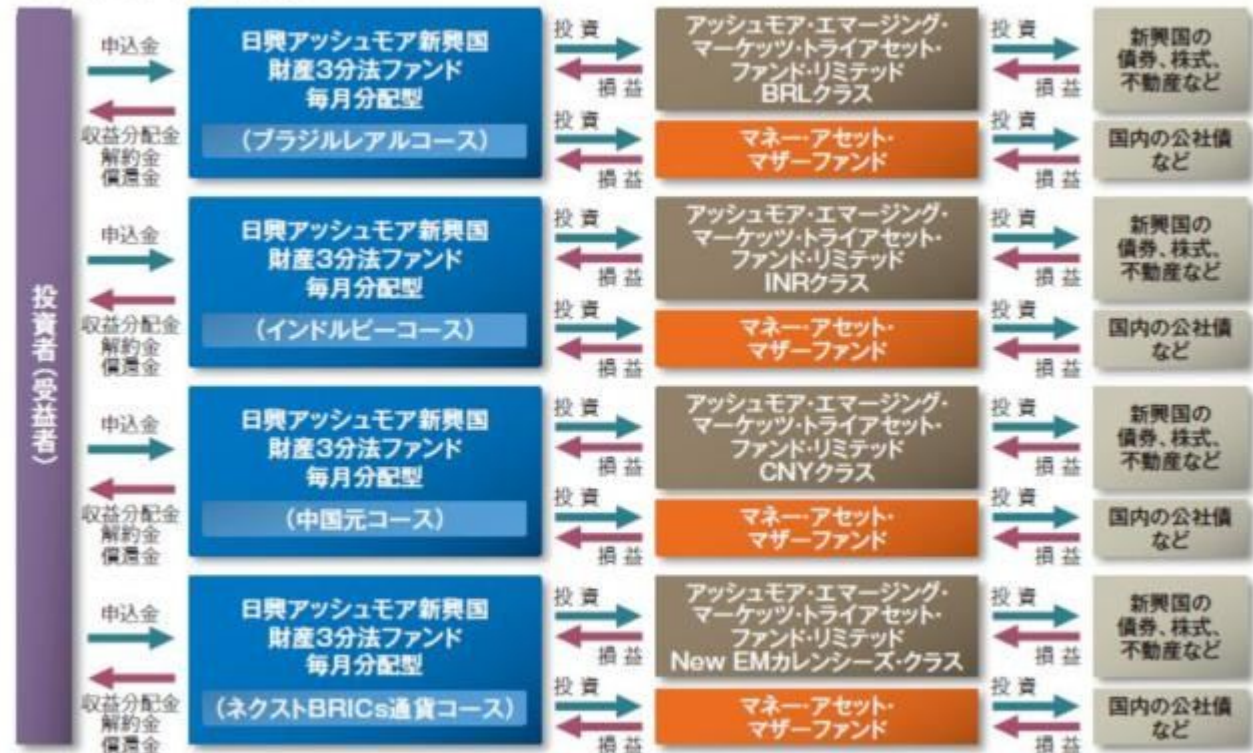 投資者(受益者)
申込金
収益分配金
解約金
償還金
日興アッシュモア新興国
財産3分法ファンド
毎月分配型
(ブラジルレアルコース)
投資
損益
投資
損益
アッシュモア・エマージング・
マーケッツ・トライアセット・
ファンド・リミテッド
BRLクラス
マネー・アセット・
マザーファンド
投資
損益
投資
損益
新興国の
債券、株式、
不動産など
国内の公社債
など
申込金
収益分配金
解約金
償還金
日興アッシュモア新興国
財産3分法ファンド
毎月分配型
(インドルピーコース)
投資
損益
投資
損益
アッシュモア・エマージング・
マーケッツ・トライアセット・
ファンド・リミテッド
INRクラス
マネー・アセット・
マザーファンド
投資
損益
投資
損益
新興国の
債券、株式、
不動産など
国内の公社債
など
申込金
収益分配金
解約金
償還金
日興アッシュモア新興国
財産3分法ファンド
毎月分配型
(中国元コース)
投資
損益
投資
損益
アッシュモア・エマージング・
マーケッツ・トライアセット・
ファンド・リミテッド
CNYクラス
マネー・アセット・
マザーファンド
投資
損益
投資
損益
新興国の
債券、株式、
不動産など
国内の公社債
など
申込金
収益分配金
解約金
償還金
日興アッシュモア新興国
財産3分法ファンド
毎月分配型
(ネクストBRICs通貨コース)
投資
損益
投資
損益
アッシュモア・エマージング・
マーケッツ・トライアセット・
ファンド・リミテッド
New EMカレンシーズ・クラス
マネー・アセット・
マザーファンド
投資
損益
投資
損益
新興国の
債券、株式、
不動産など
国内の公社債
など